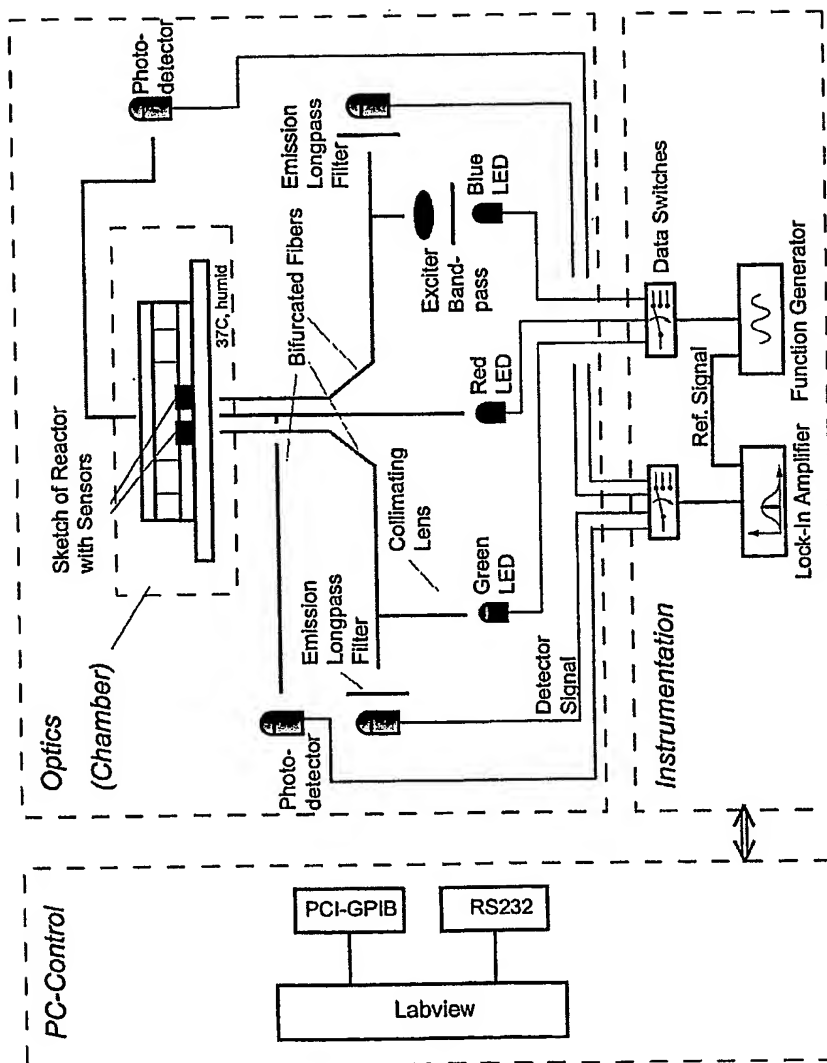 Optics
(Chamber)
Sketch of Reactor
with Sensors
37C, humid
Photo-
detector
Photo-
detector
Emission
Longpass
Filter
Bifurcated Fibers
Emission
Longpass
Filter
Collimating
Lens
Green
LED
Red
LED
Exciter
Band-
pass
Blue
LED
Detector
Signal
Instrumentation
Data Switches
Ref. Signal
Lock-In Amplifier
Function Generator
PC-Control
PCI-GPIB
RS232
Labview